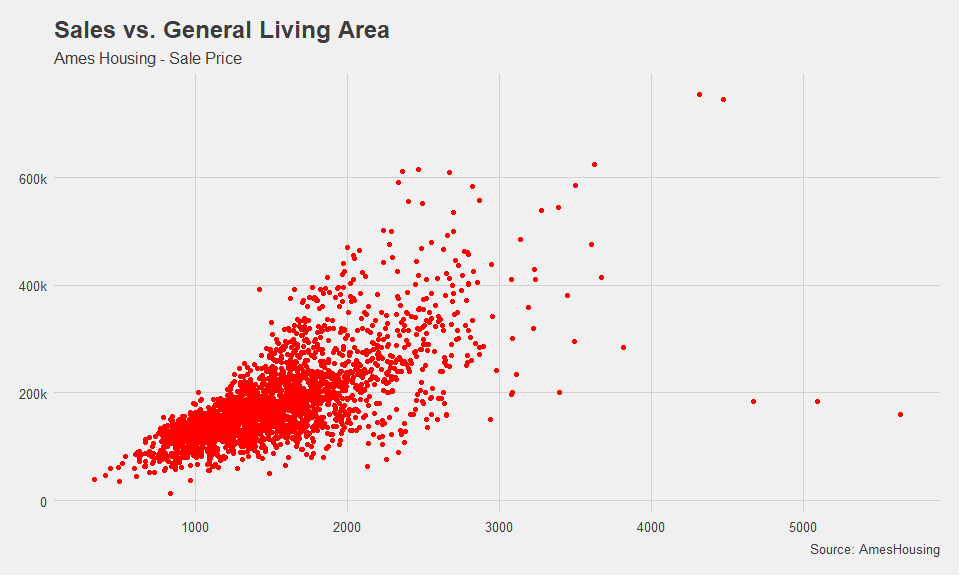 Sales vs. General Living Area
Ames Housing - Sale Price
600k
400k
200k
0
1000 2000 3000 4000 5000
Source: AmesHousing